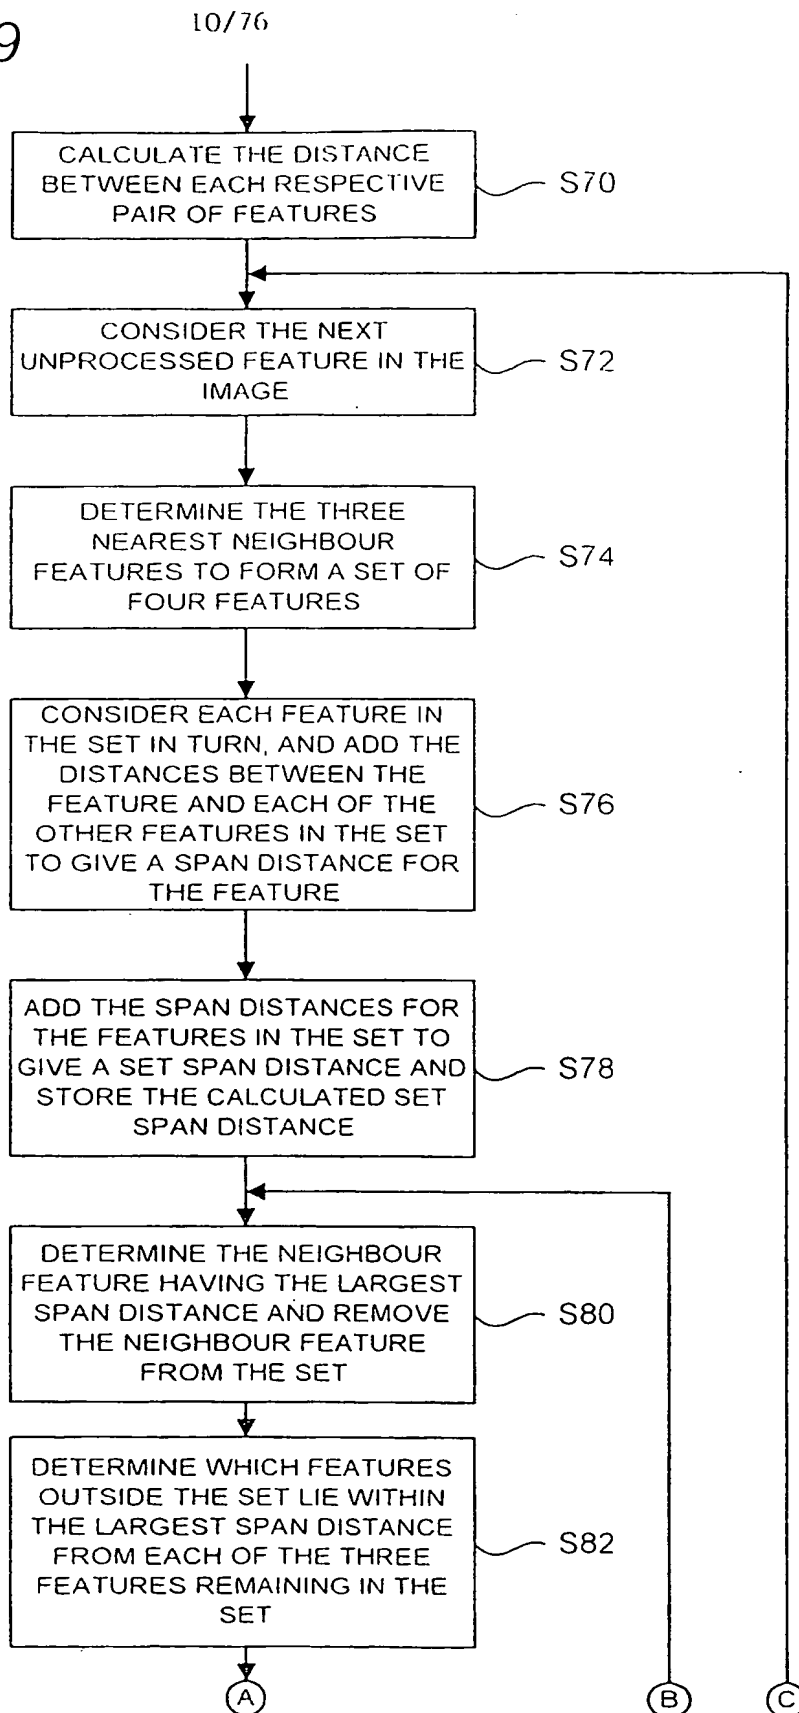 9
10/76
CALCULATE THE DISTANCE
BETWEEN EACH RESPECTIVE
PAIR OF FEATURES
S70
CONSIDER THE NEXT
UNPROCESSED FEATURE IN THE
IMAGE
S72
DETERMINE THE THREE
NEAREST NEIGHBOUR
FEATURES TO FORM A SET OF
FOUR FEATURES
S74
CONSIDER EACH FEATURE IN
THE SET IN TURN, AND ADD THE
DISTANCES BETWEEN THE
FEATURE AND EACH OF THE
OTHER FEATURES IN THE SET
TO GIVE A SPAN DISTANCE FOR
THE FEATURE
S76
ADD THE SPAN DISTANCES FOR
THE FEATURES IN THE SET TO
GIVE A SET SPAN DISTANCE AND
STORE THE CALCULATED SET
SPAN DISTANCE
S78
DETERMINE THE NEIGHBOUR
FEATURE HAVING THE LARGEST
SPAN DISTANCE AND REMOVE
THE NEIGHBOUR FEATURE
FROM THE SET
S80
DETERMINE WHICH FEATURES
OUTSIDE THE SET LIE WITHIN
THE LARGEST SPAN DISTANCE
FROM EACH OF THE THREE
FEATURES REMAINING IN THE
SET
S82
A
B
C